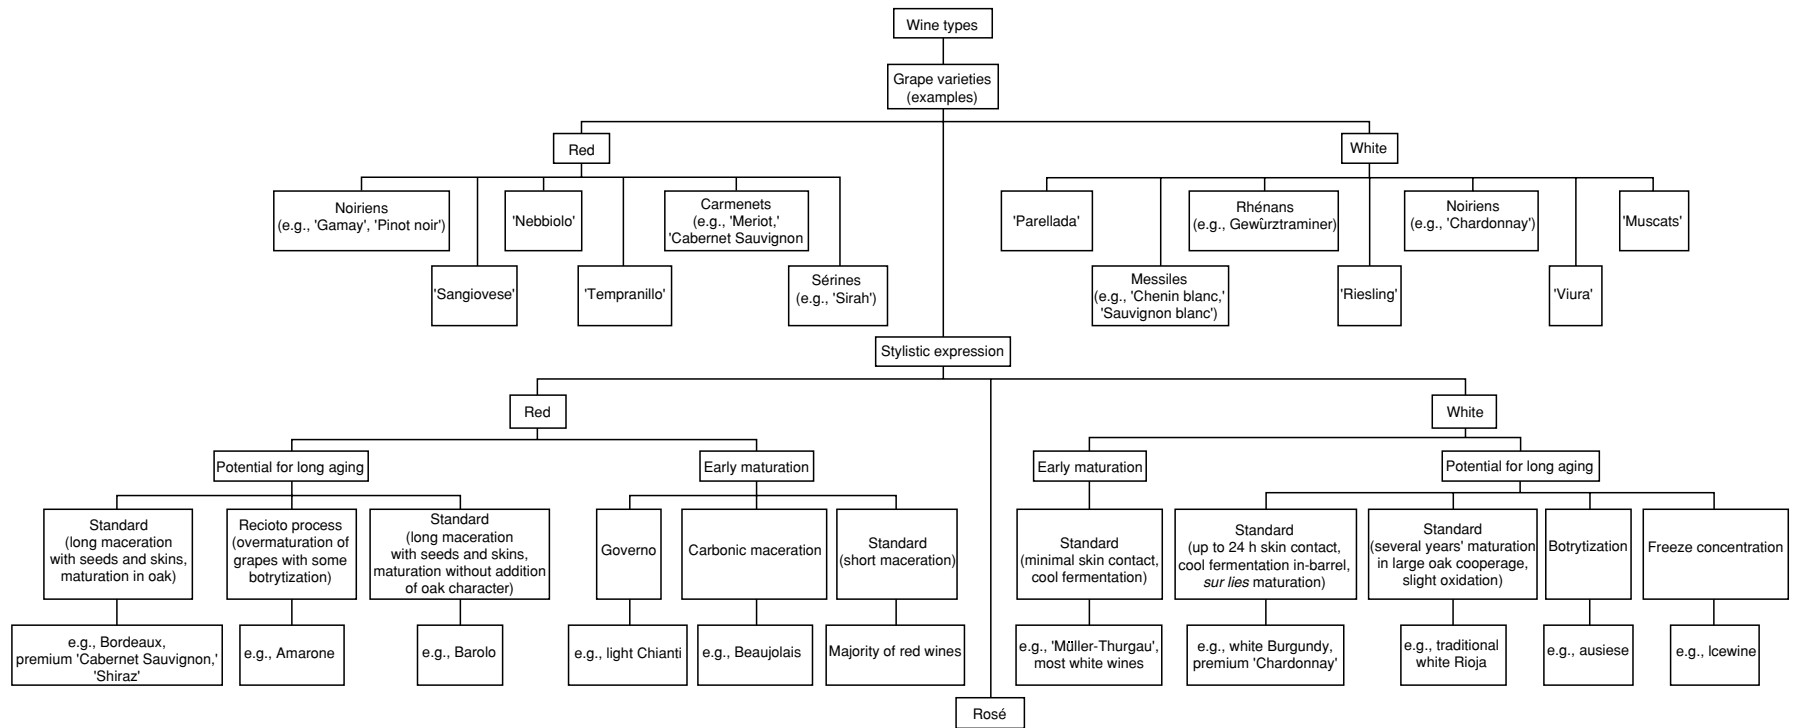 Wine types
Grape varieties
(examples)
Red
White
Noiriens
(e.g., 'Gamay', 'Pinot noir')
'Nebbiolo'
Carmenets
(e.g., 'Meriot,'
'Cabernet Sauvignon
'Parellada'
Rhénans
(e.g., Gewûrztraminer)
Noiriens
(e.g., 'Chardonnay')
'Muscats'
'Sangiovese'
'Tempranillo'
Sérines
(e.g., 'Sirah')
Messiles
(e.g., 'Chenin blanc,'
'Sauvignon blanc')
'Riesling'
'Viura'
Stylistic expression
Red
White
Potential for long aging
Early maturation
Early maturation
Potential for long aging
Standard
(long maceration
with seeds and skins,
maturation in oak)
Recioto process
(overmaturation of
grapes with some
botrytization)
Standard
(long maceration
with seeds and skins,
maturation without addition
of oak character)
Governo
Carbonic maceration
Standard
(short maceration)
Standard
(minimal skin contact,
cool fermentation)
Standard
(up to 24 h skin contact,
cool fermentation in-barrel,
sur lies maturation)
Standard
(several years' maturation
in large oak cooperage,
slight oxidation)
Botrytization
Freeze concentration
e.g., Bordeaux,
premium 'Cabernet Sauvignon,'
'Shiraz'
e.g., Amarone
e.g., Barolo
e.g., light Chianti
e.g., Beaujolais
Majority of red wines
e.g., 'Müller-Thurgau',
most white wines
e.g., white Burgundy,
premium 'Chardonnay'
e.g., traditional
white Rioja
e.g., ausiese
e.g., Icewine
Rosé